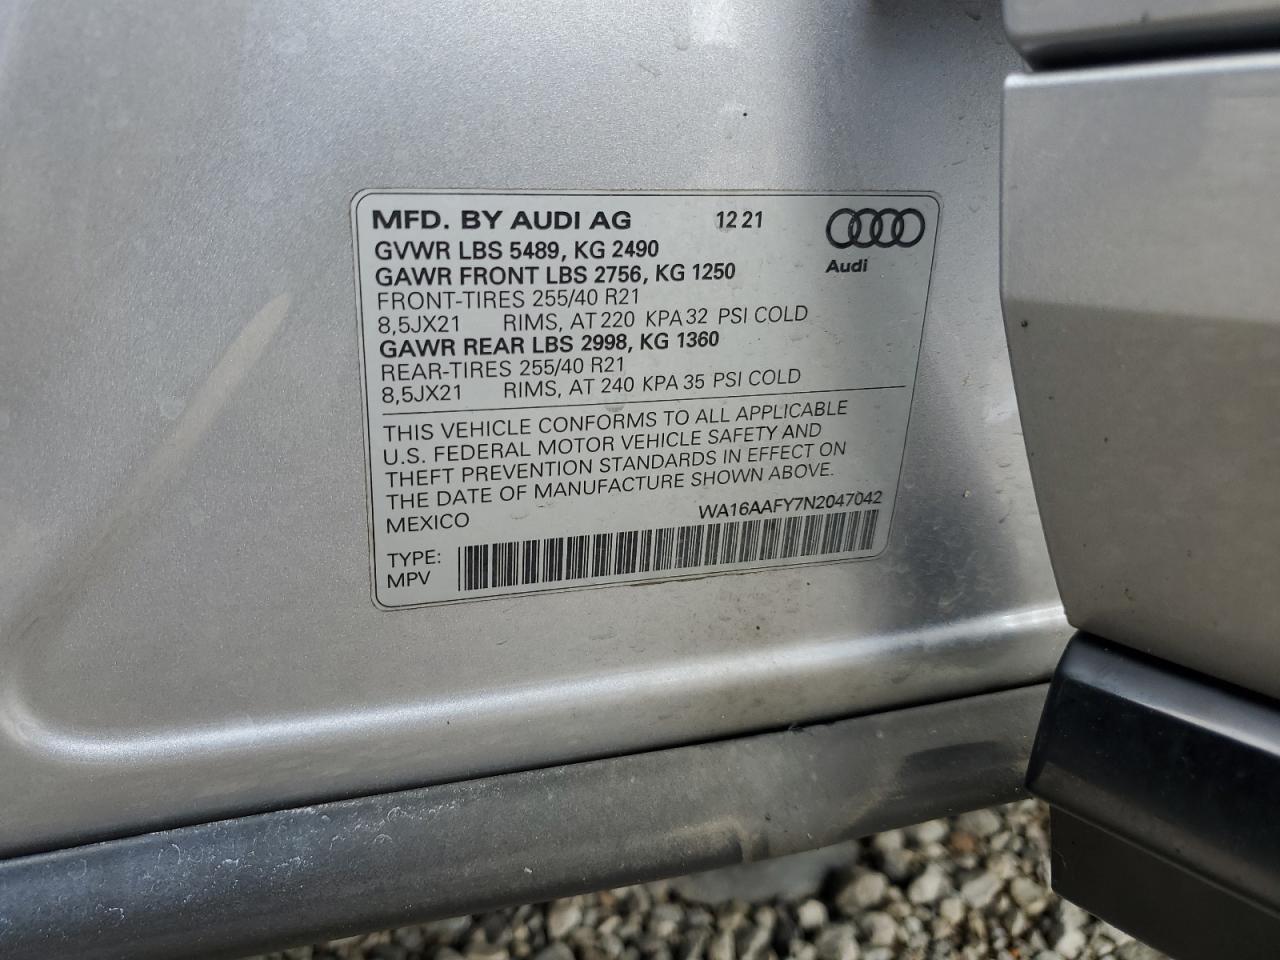 MFD. BY AUDI AG 12 21
GVWR LBS 5489, KG 2490
GAWR FRONT LBS 2756, KG 1250
Audi
FRONT-TIRES 255/40 R21
8,5JX21 RIMS, AT 220 KPA 32 PSI COLD
GAWR REAR LBS 2998, KG 1360
REAR-TIRES 255/40 R21
8,5JX21 RIMS, AT 240 KPA 35 PSI COLD
THIS VEHICLE CONFORMS TO ALL APPLICABLE
U.S. FEDERAL MOTOR VEHICLE SAFETY AND
THEFT PREVENTION STANDARDS IN EFFECT ON
THE DATE OF MANUFACTURE SHOWN ABOVE.
MEXICO WA16AAFY7N2047042
TYPE:
MPV